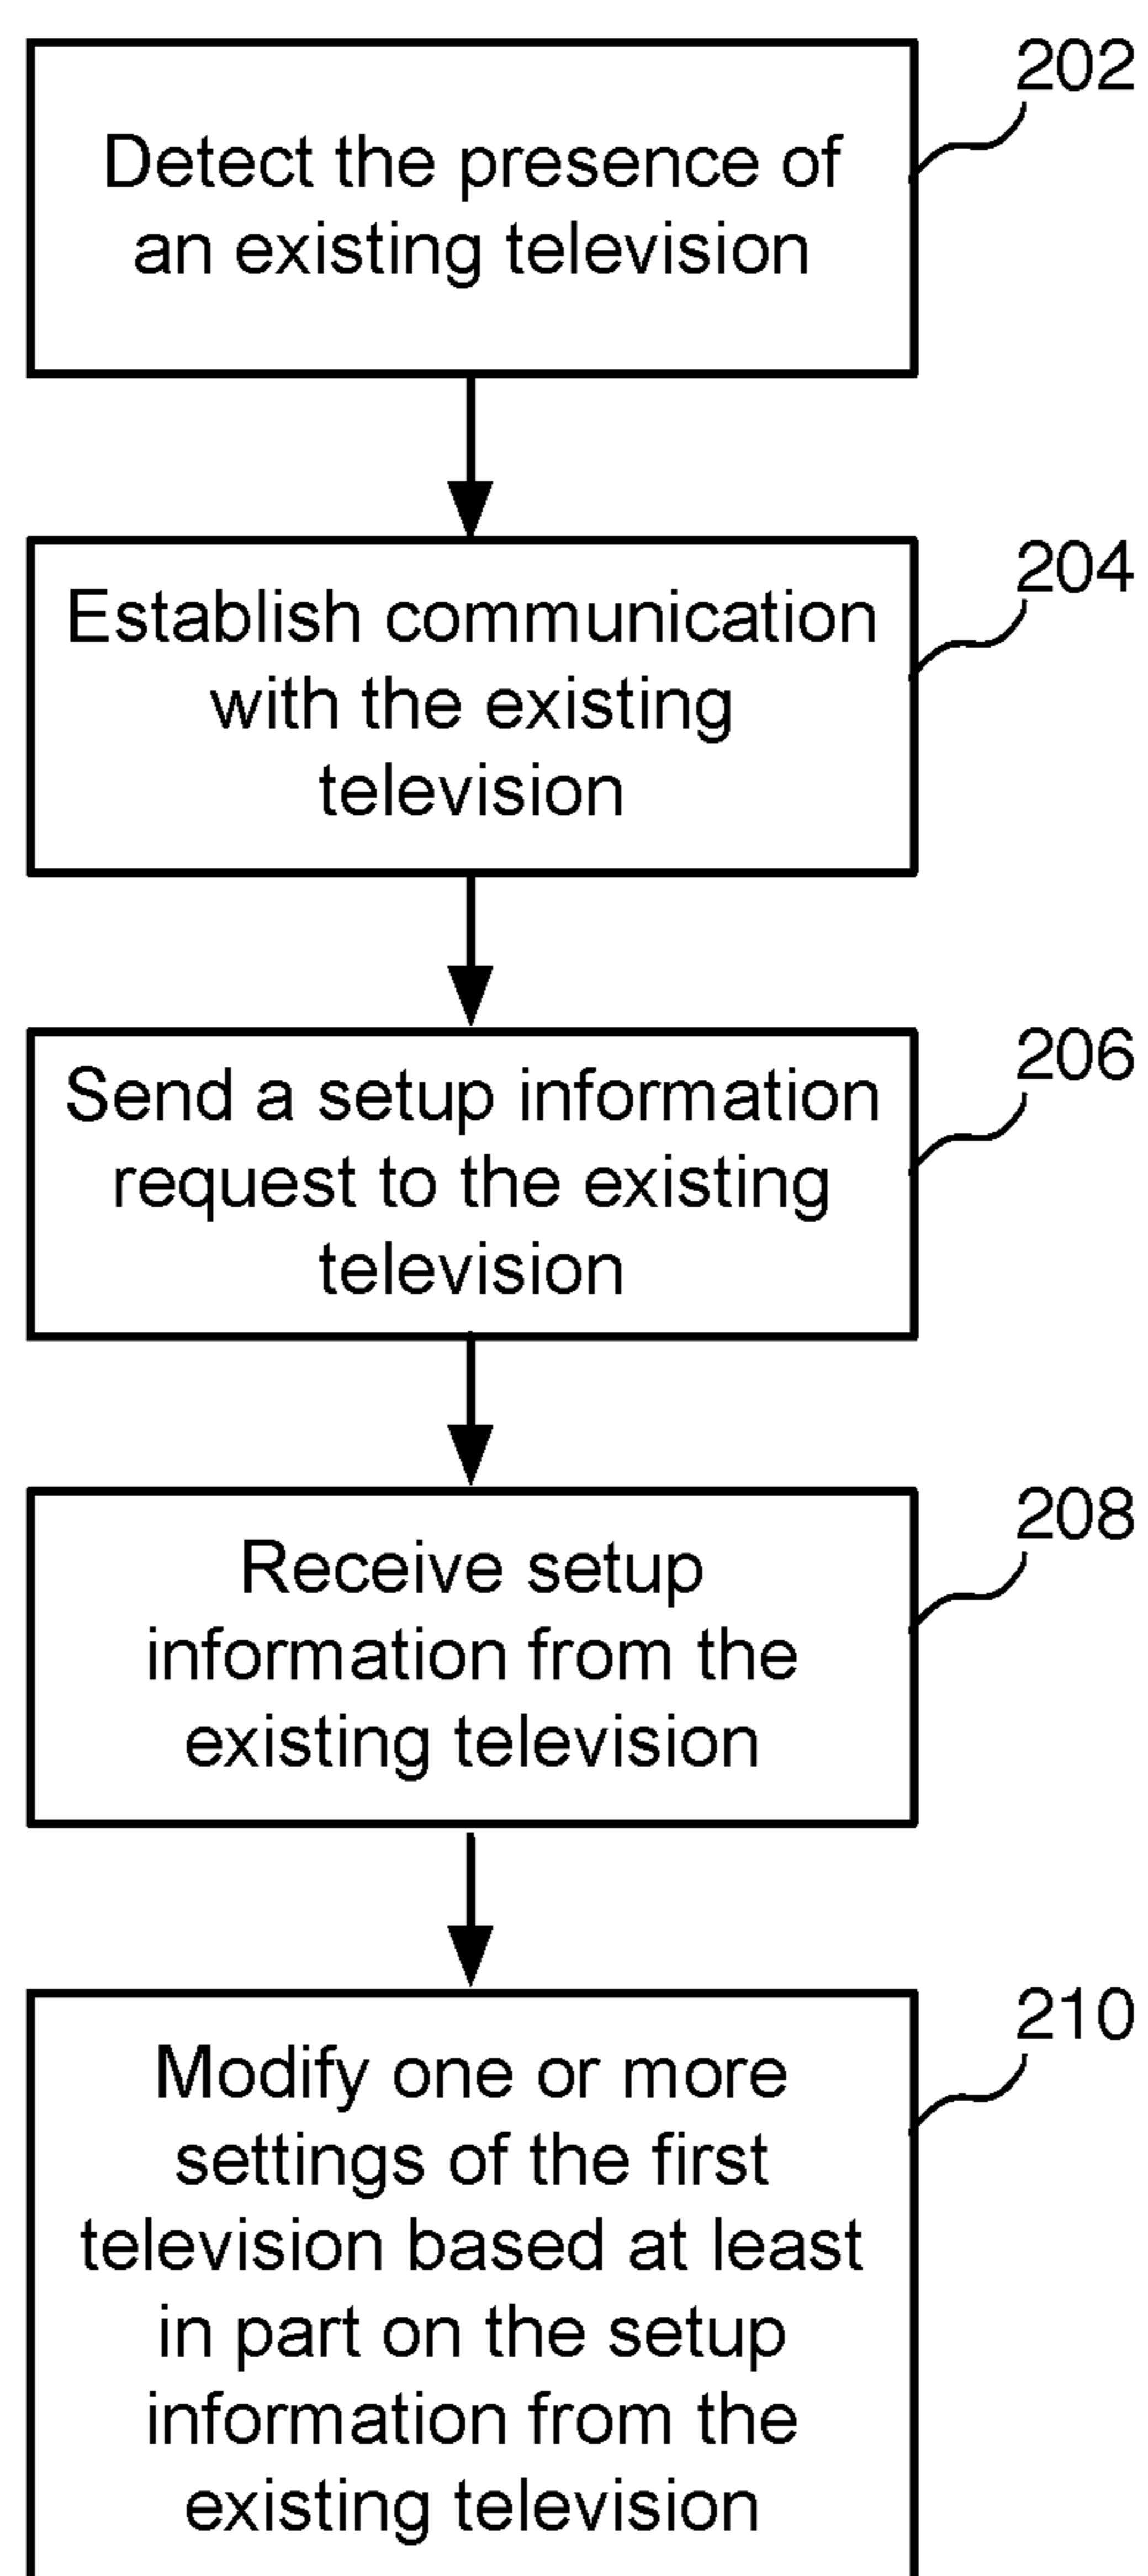 202
Detect the presence of
an existing television
204
Establish communication
with the existing
television
206
Send a setup information
request to the existing
television
208
Receive setup
information from the
existing television
210
Modify one or more
settings of the first
television based at least
in part on the setup
information from the
existing television